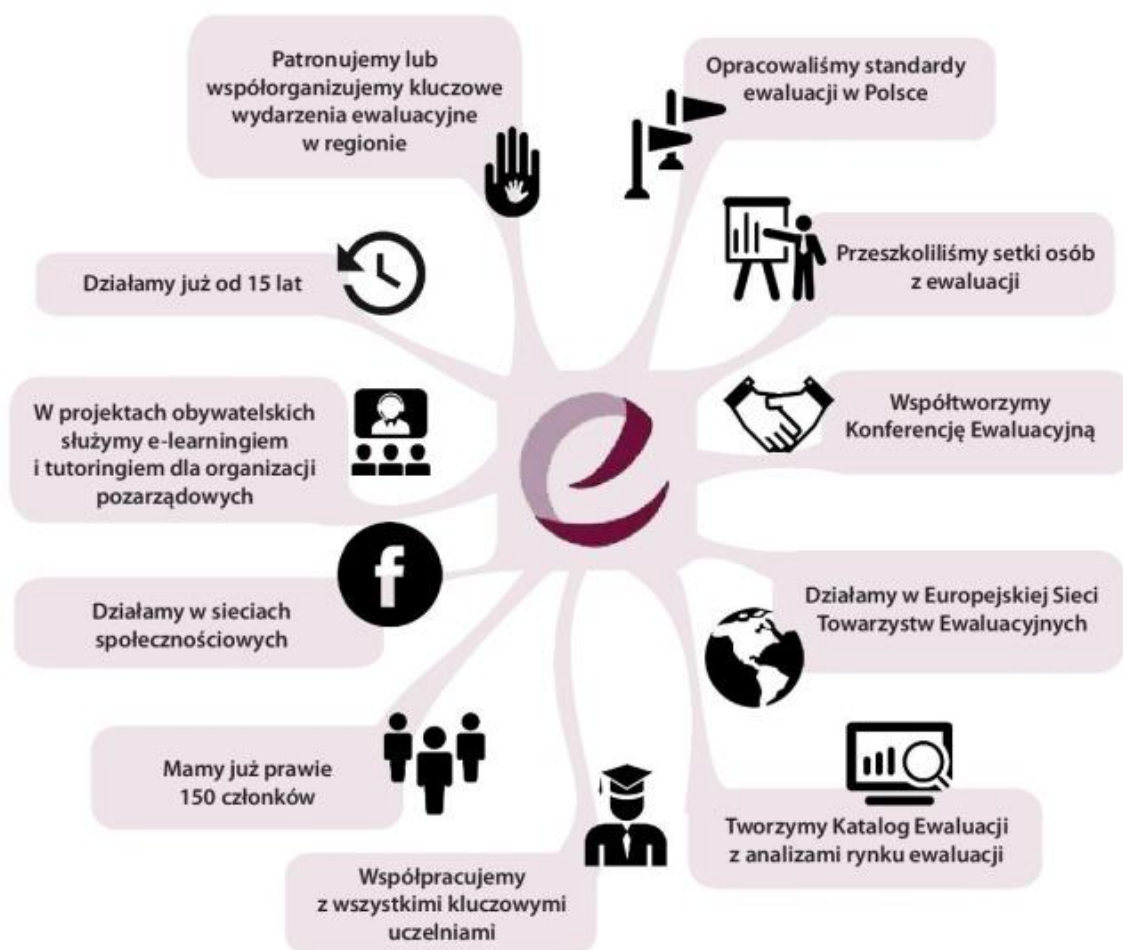 Patronujemy lub
współorganizujemy kluczowe
wydarzenia ewaluacyjne
w regionie
Opracowaliśmy standardy
ewaluacji w Polsce
Działamy już od 15 lat
Przeszkoliliśmy setki osób
z ewaluacji
W projektach obywatelskich
służymy e-learningiem
i tutoringiem dla organizacji
pozarządowych
Współtworzymy
Konferencję Ewaluacyjną
Działamy w sieciach
społecznościowych
Działamy w Europejskiej Sieci
Towarzystw Ewaluacyjnych
Mamy już prawie
150 członków
Tworzymy Katalog Ewaluacji
z analizami rynku ewaluacji
Współpracujemy
z wszystkimi kluczowymi
uczelniami